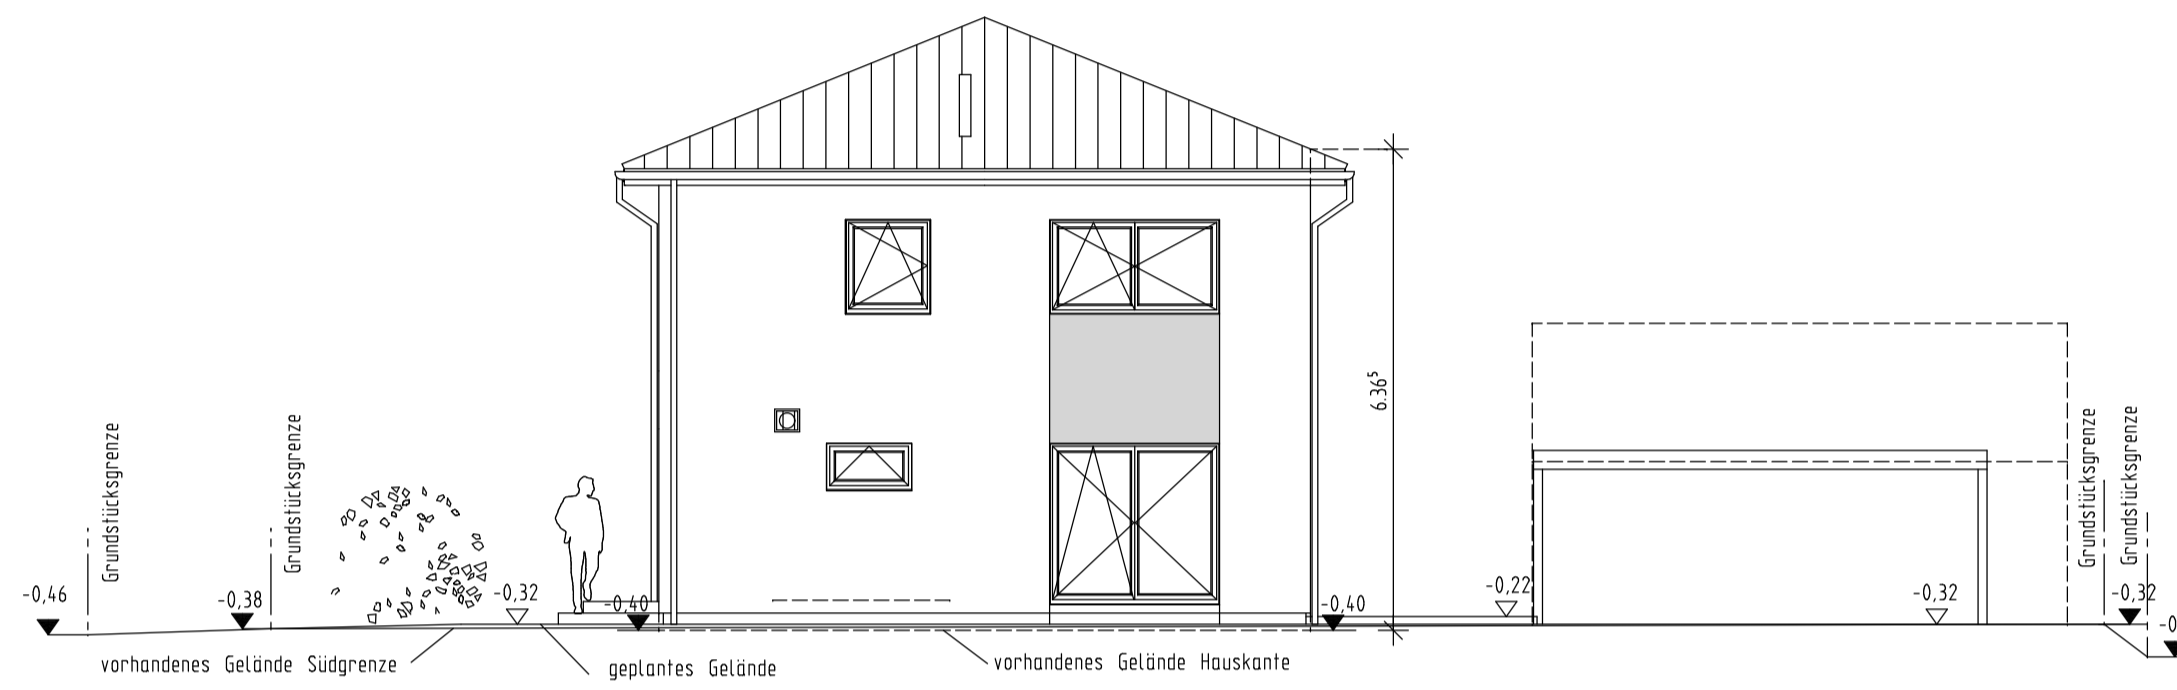 6.36⁵
Grundstücksgrenze
Grundstücksgrenze
Grundstücksgrenze
Grundstücksgrenze
-0,46
-0,38
-0,32
-0,40
-0,40
-0,22
-0,32
-0,32
vorhandenes Gelände Südgrenze
geplantes Gelände
vorhandenes Gelände Hauskante